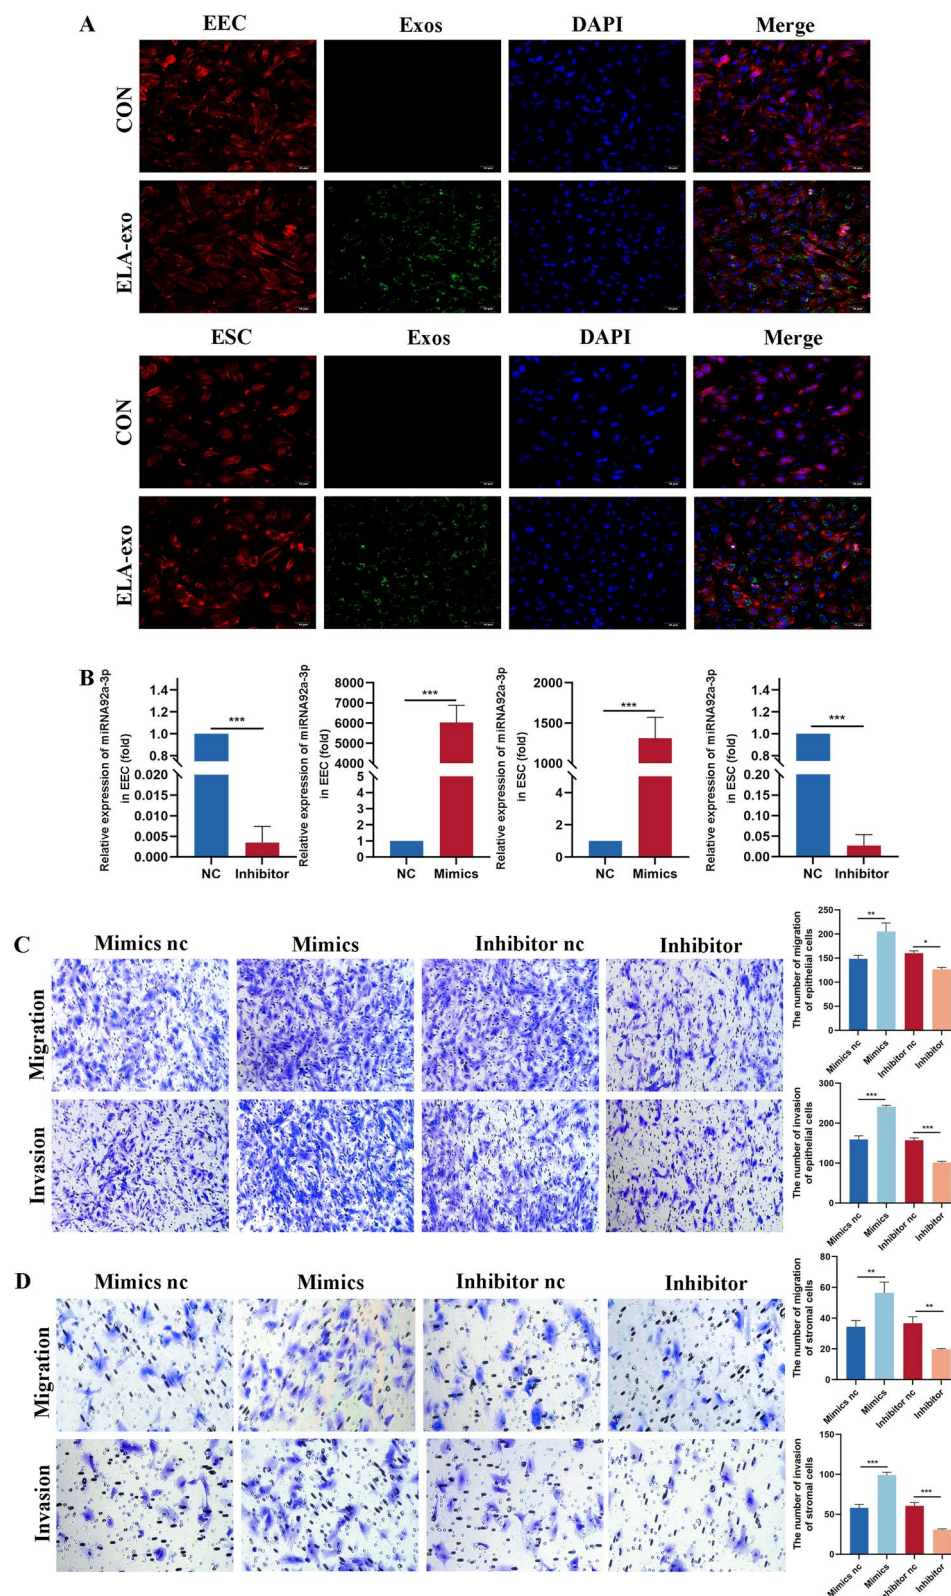 A
EEC Exos DAPI Merge
CON
ELA-exo
ESC Exos DAPI Merge
CON
ELA-exo
B
Relative expression of miRNA92a-3p
in EEC (fold)
1.4
1.2
1.0
0.8
0.020
0.015
0.010
0.005
0.000
***
NC Inhibitor
Relative expression of miRNA92a-3p
in EEC (fold)
8000
7000
6000
5000
4000
5
4
3
2
1
0
***
NC Mimics
Relative expression of miRNA92a-3p
in ESC (fold)
2000
1500
1000
4
2
0
***
NC Mimics
Relative expression of miRNA92a-3p
in ESC (fold)
1.4
1.2
1.0
0.8
0.20
0.15
0.10
0.05
0.00
***
NC Inhibitor
C
Mimics nc Mimics Inhibitor nc Inhibitor
Migration
Invasion
The number of migration
of epithelial cells
250
200
150
100
50
0
** *
Mimics nc Mimics Inhibitor nc Inhibitor
The number of invasion
of epithelial cells
300
200
100
0
*** ***
Mimics nc Mimics Inhibitor nc Inhibitor
D
Mimics nc Mimics Inhibitor nc Inhibitor
Migration
Invasion
The number of migration
of stromal cells
80
60
40
20
0
** **
Mimics nc Mimics Inhibitor nc Inhibitor
The number of invasion
of stromal cells
150
100
50
0
*** ***
Mimics nc Mimics Inhibitor nc Inhibitor